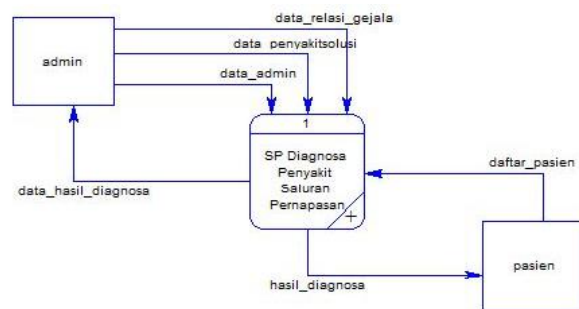 data_relasi_gejala
data_penyakitsolusi
data_admin
admin
1
SP Diagnosa
Penyakit
Saluran
Pernapasan
+
data_hasil_diagnosa
daftar_pasien
hasil_diagnosa
pasien